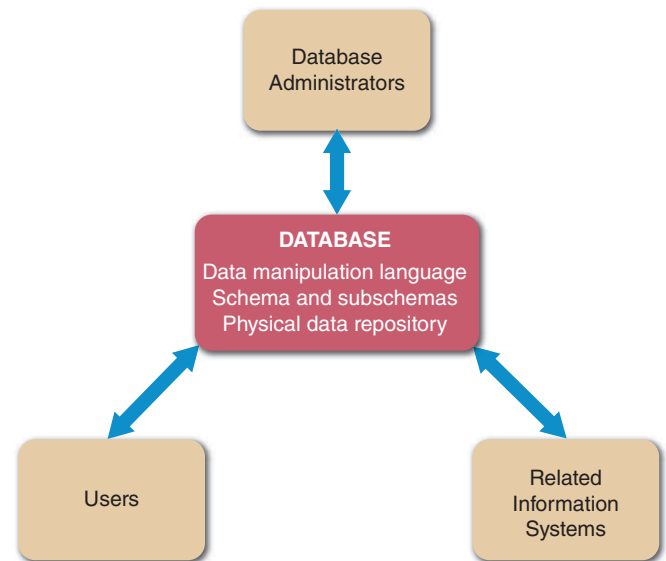 Database
Administrators
DATABASE
Data manipulation language
Schema and subschemas
Physical data repository
Users
Related
Information
Systems